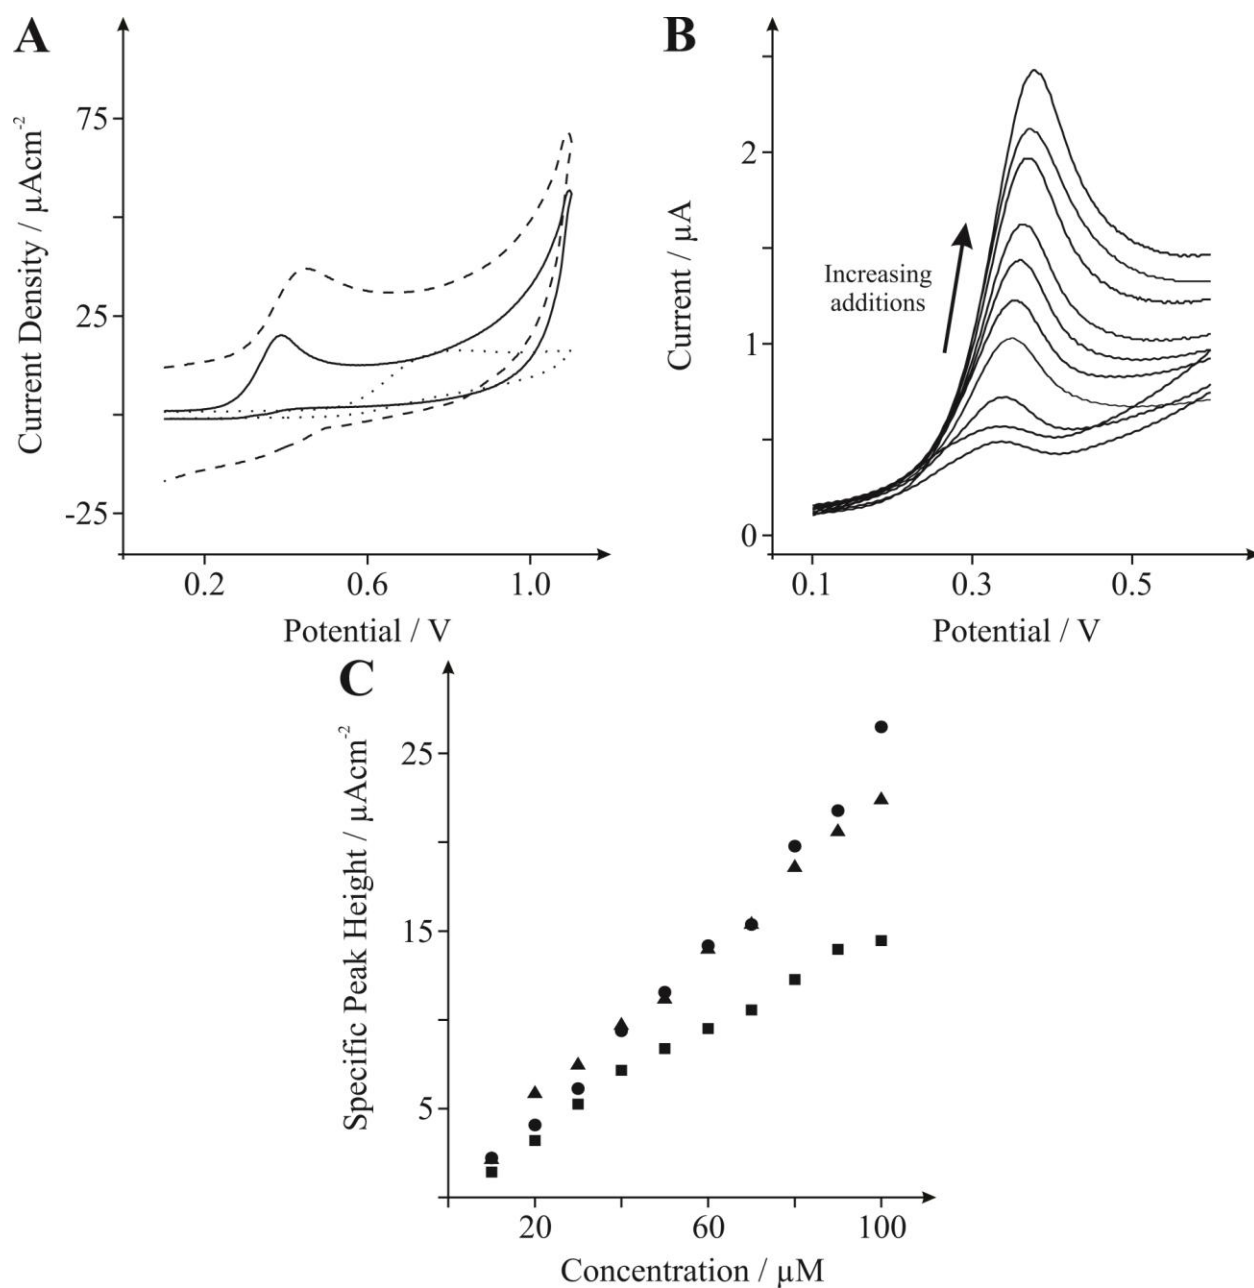 A
Current Density / µAcm⁻²
75
25
-25
0.2
0.6
1.0
Potential / V
B
Current / µA
2
1
0
Increasing
additions
0.1
0.3
0.5
Potential / V
C
Specific Peak Height / µAcm⁻²
25
15
5
20
60
100
Concentration / µM